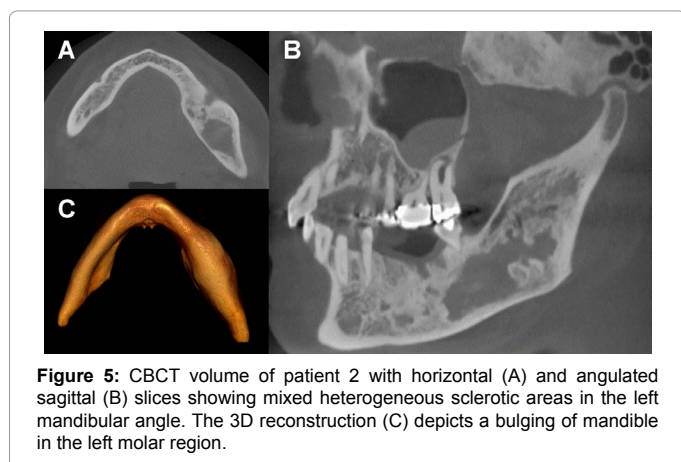 A
B
C
Figure 5: CBCT volume of patient 2 with horizontal (A) and angulated
sagittal (B) slices showing mixed heterogeneous sclerotic areas in the left
mandibular angle. The 3D reconstruction (C) depicts a bulging of mandible
in the left molar region.